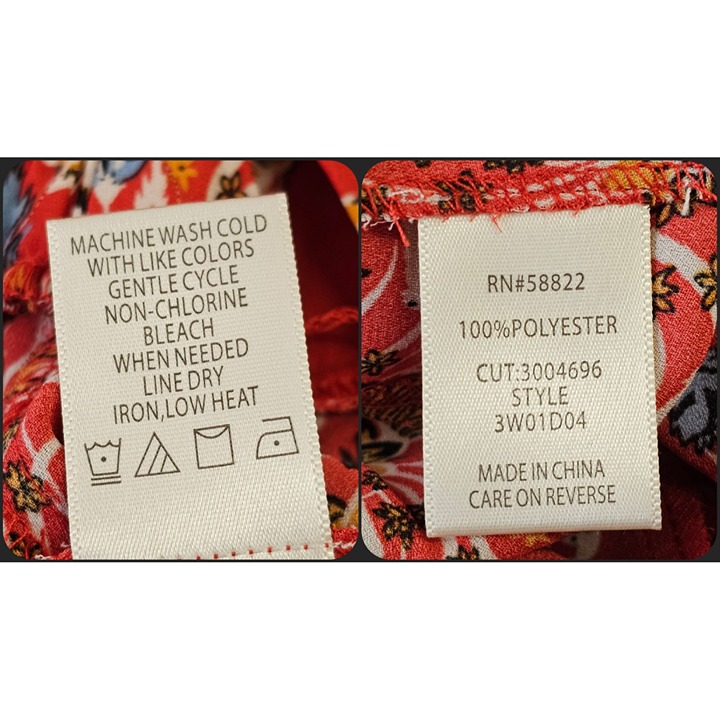 MACHINE WASH COLD
WITH LIKE COLORS
GENTLE CYCLE
NON-CHLORINE
BLEACH
WHEN NEEDED
LINE DRY
IRON,LOW HEAT
RN#58822
100%POLYESTER
CUT:3004696
STYLE
3W01D04
MADE IN CHINA
CARE ON REVERSE